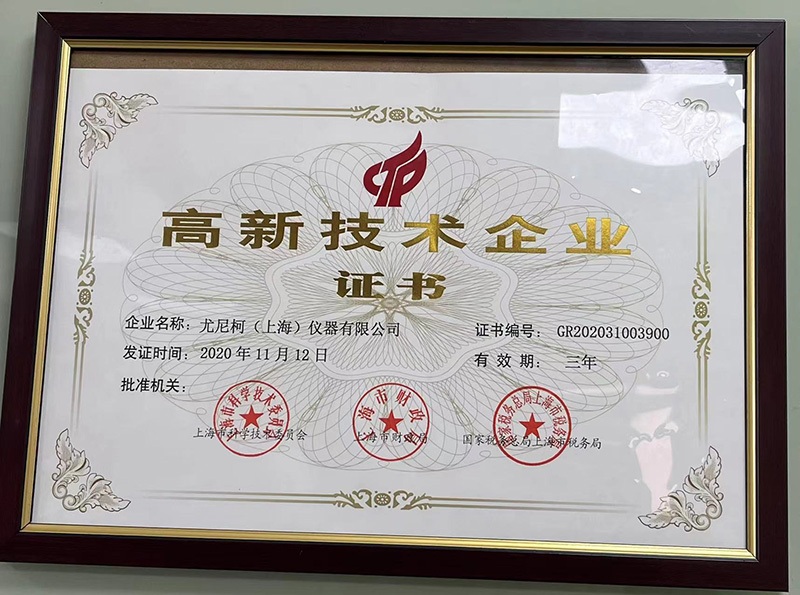 高新技术企业
证书
企业名称：尤尼柯（上海）仪器有限公司
证书编号： GR202031003900
发证时间：2020年11月12日
有 效 期： 三年
批准机关：
上海市科学技术委员会
上海市财政局
国家税务总局上海市税务局